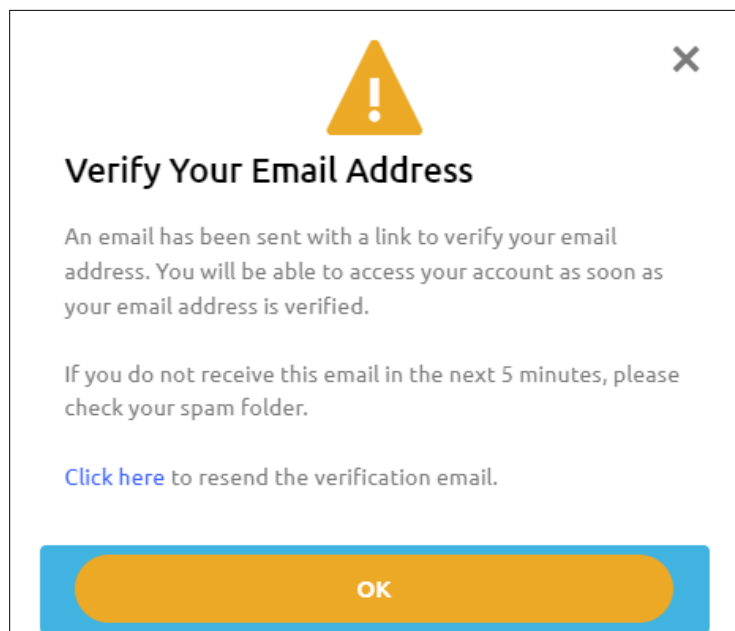 Verify Your Email Address
An email has been sent with a link to verify your email
address. You will be able to access your account as soon as
your email address is verified.
If you do not receive this email in the next 5 minutes, please
check your spam folder.
Click here to resend the verification email.
OK